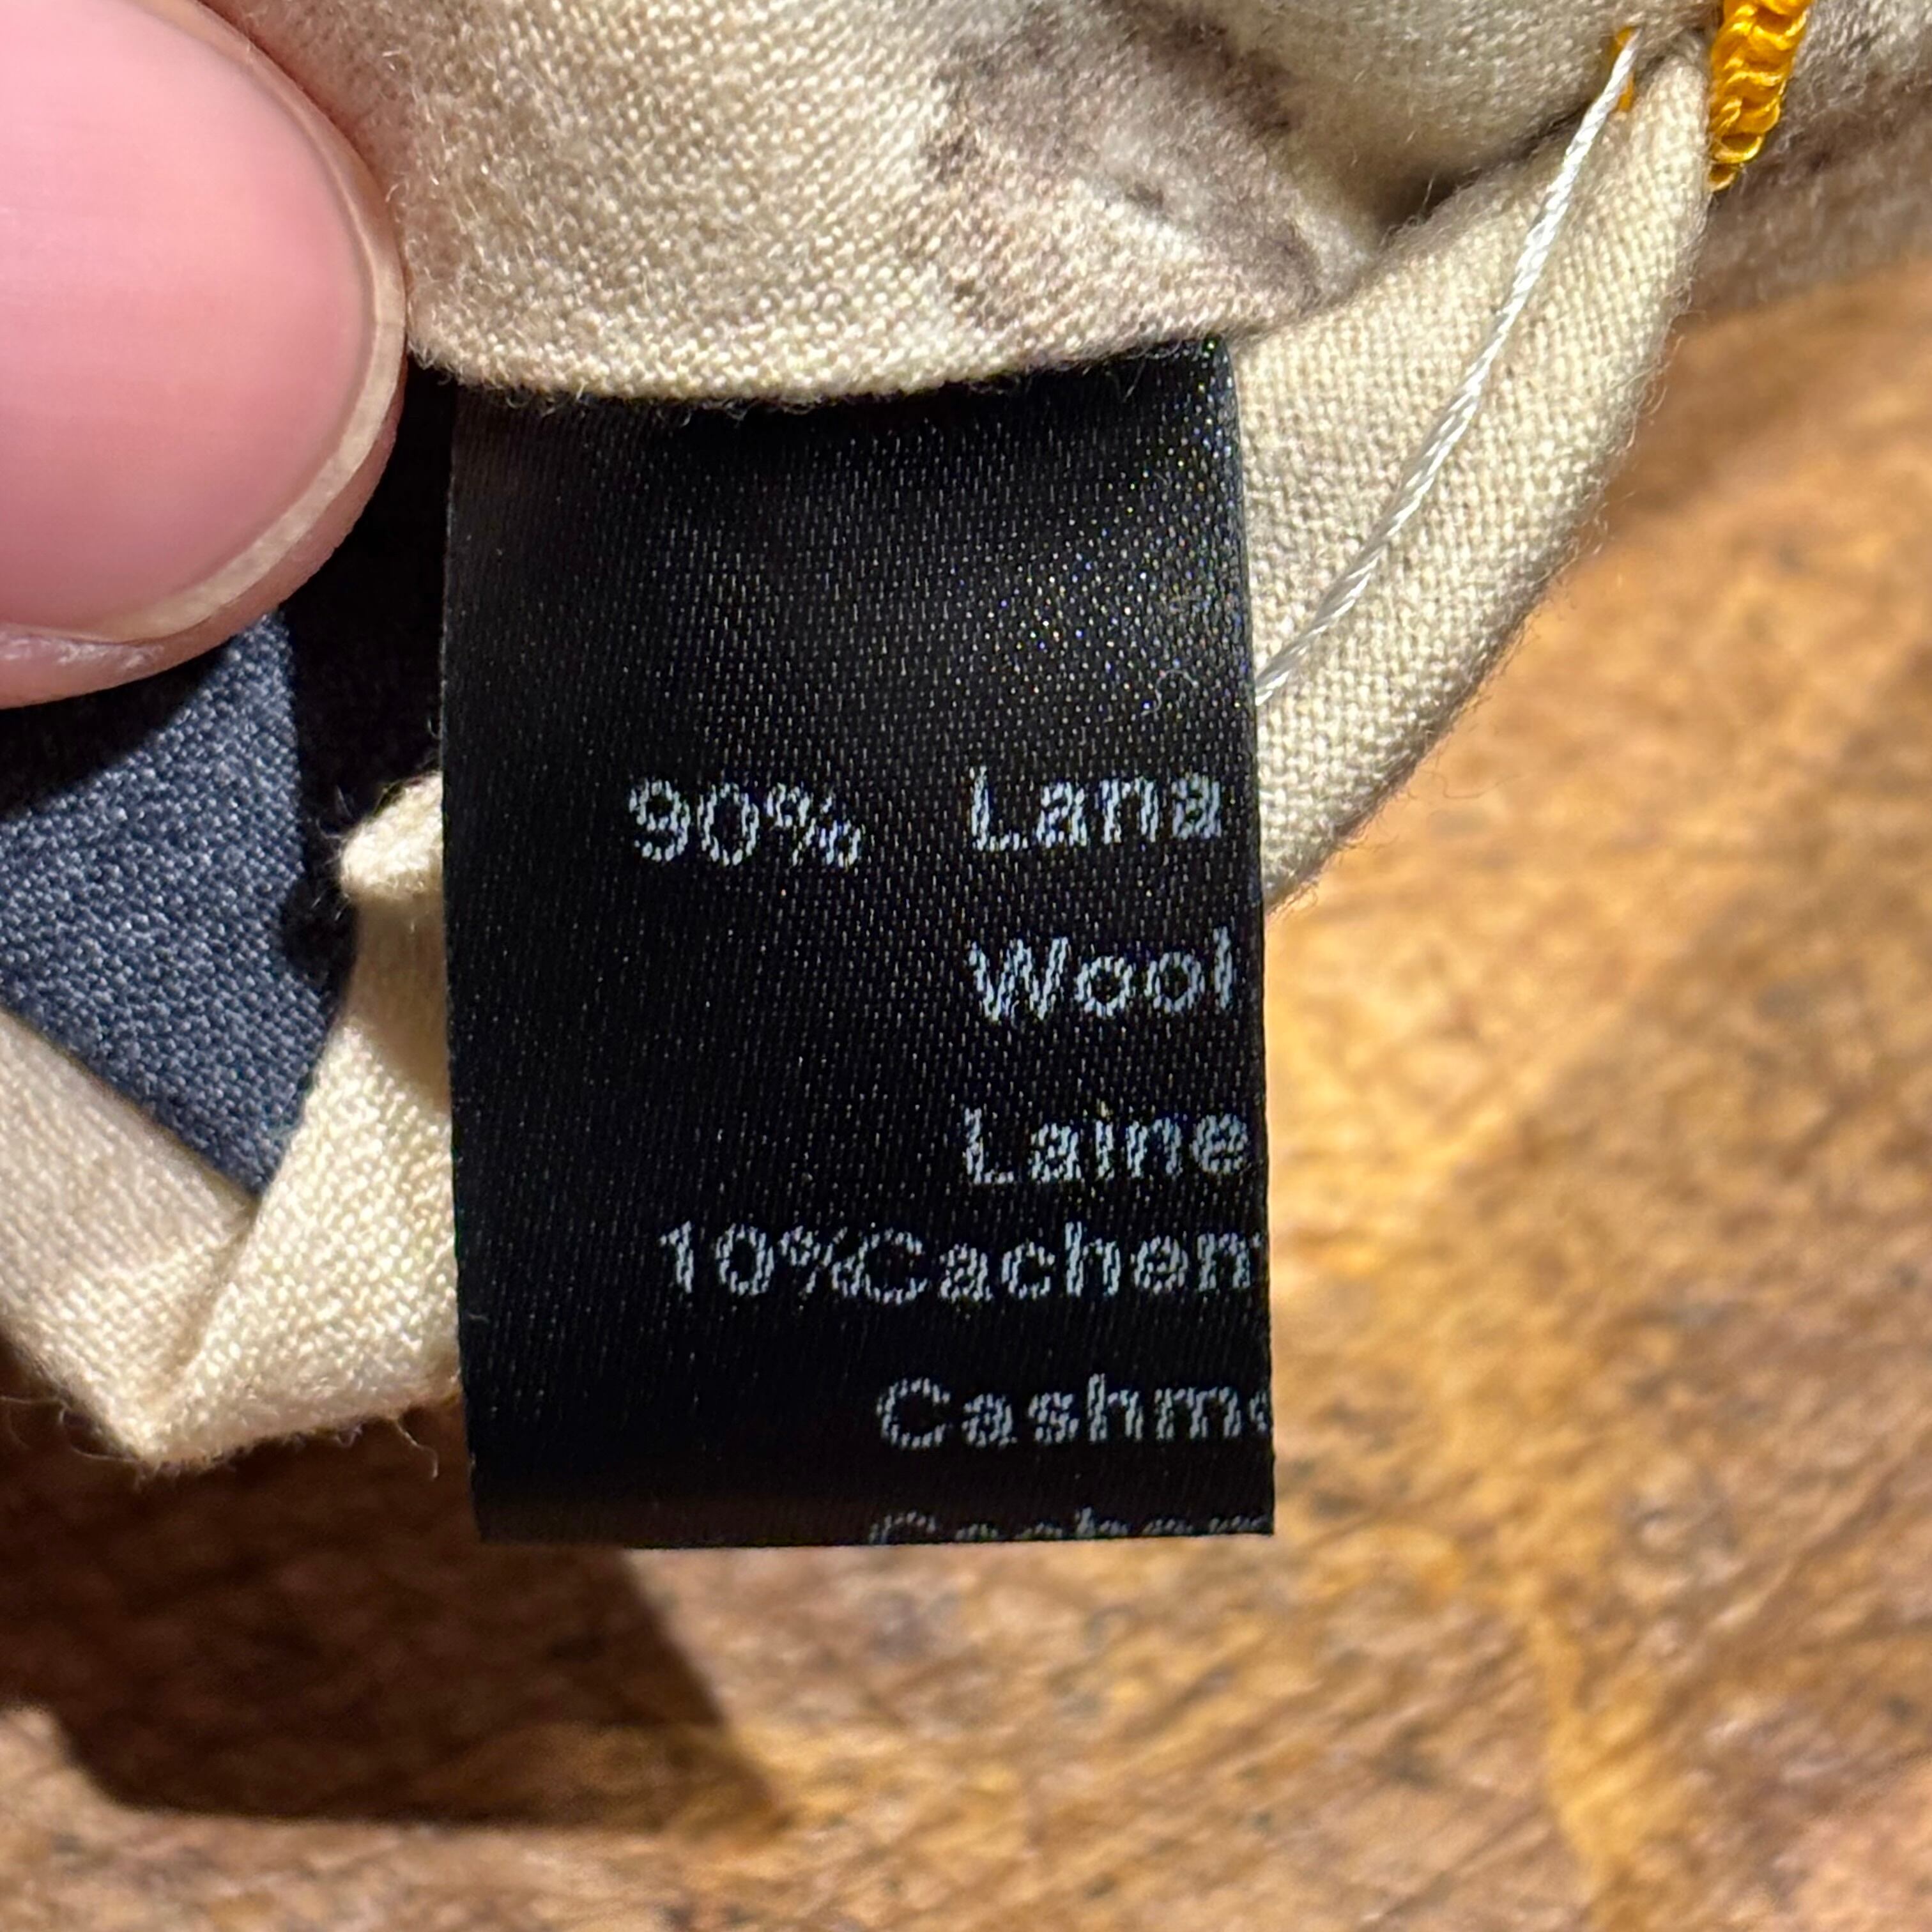 90% Lana
Wool
Laine
10%Cachem
Cashm